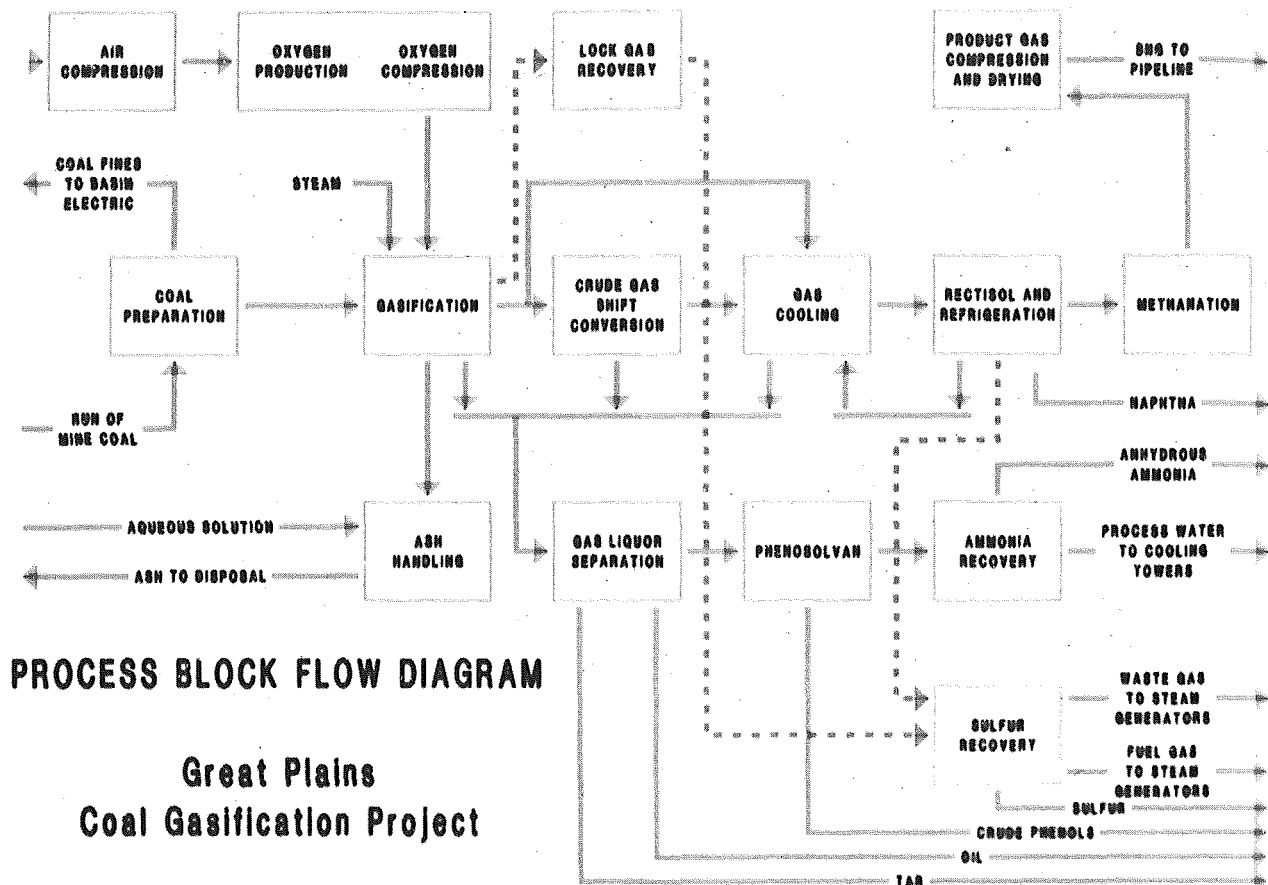 AIR
COMPRESSION
OXYGEN
PRODUCTION
OXYGEN
COMPRESSION
LOCK GAS
RECOVERY
PRODUCT GAS
COMPRESSION
AND DRYING
SNG TO
PIPELINE
COAL FINES
TO BASIN
ELECTRIC
STEAM
COAL
PREPARATION
GASIFICATION
CRUDE GAS
SHIFT
CONVERSION
GAS
COOLING
RECTISOL AND
REFRIGERATION
METHANATION
RUN OF
MINE COAL
NAPHTHA
ANHYDROUS
AMMONIA
AQUEOUS SOLUTION
ASH TO DISPOSAL
ASH
HANDLING
GAS LIQUOR
SEPARATION
PHENOSOLVAN
AMMONIA
RECOVERY
PROCESS WATER
TO COOLING
TOWERS
PROCESS BLOCK FLOW DIAGRAM
Great Plains
Coal Gasification Project
SULFUR
RECOVERY
WASTE GAS
TO STEAM
GENERATORS
FUEL GAS
TO STEAM
GENERATORS
SULFUR
CRUDE PHENOLS
OIL
TAR